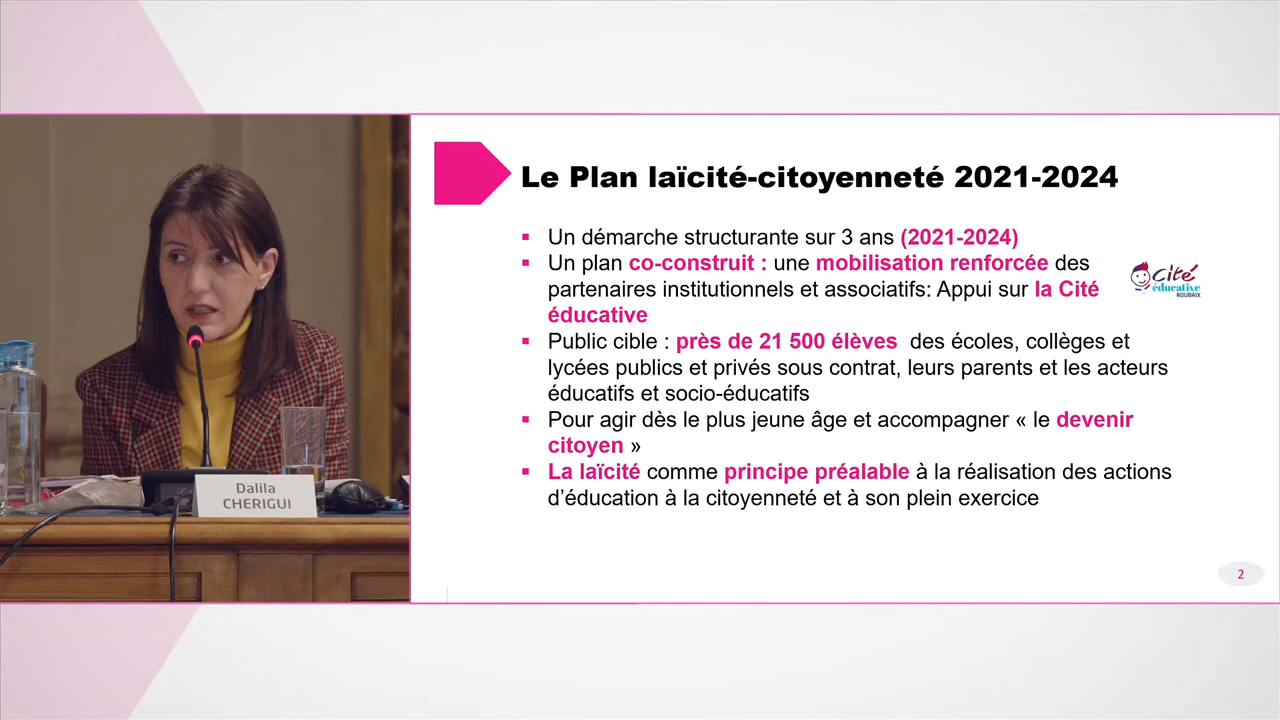 Dalila
CHERIGUI
Le Plan laïcité-citoyenneté 2021-2024
▪ Un démarche structurante sur 3 ans (2021-2024)
▪ Un plan co-construit : une mobilisation renforcée des
partenaires institutionnels et associatifs: Appui sur la Cité
éducative
▪ Public cible : près de 21 500 élèves des écoles, collèges et
lycées publics et privés sous contrat, leurs parents et les acteurs
éducatifs et socio-éducatifs
▪ Pour agir dès le plus jeune âge et accompagner « le devenir
citoyen »
▪ La laïcité comme principe préalable à la réalisation des actions
d’éducation à la citoyenneté et à son plein exercice
Cité
éducative
ROUBAIX
2